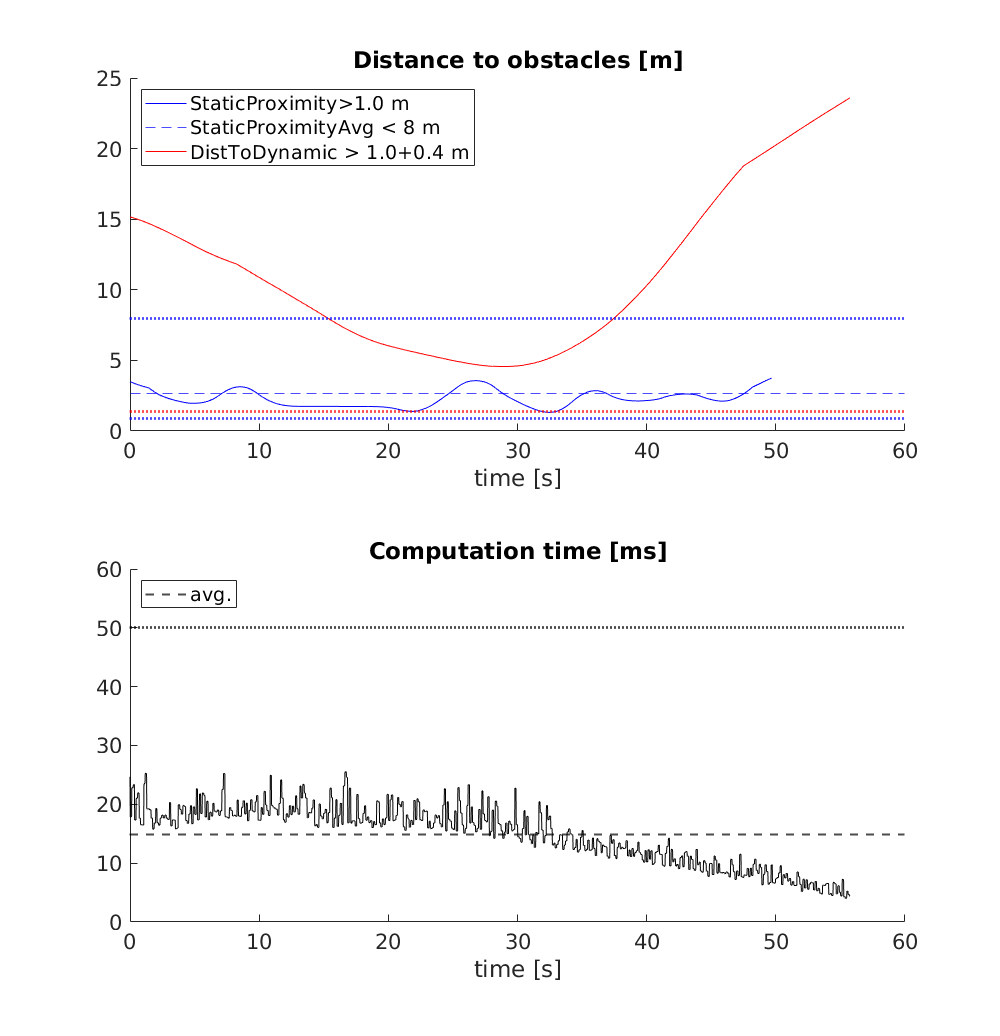 Distance to obstacles [m]
25
20
15
10
5
0
StaticProximity>1.0 m
StaticProximityAvg < 8 m
DistToDynamic > 1.0+0.4 m
0 10 20 30 40 50 60
time [s]
Computation time [ms]
60
50
40
30
20
10
0
avg.
0 10 20 30 40 50 60
time [s]